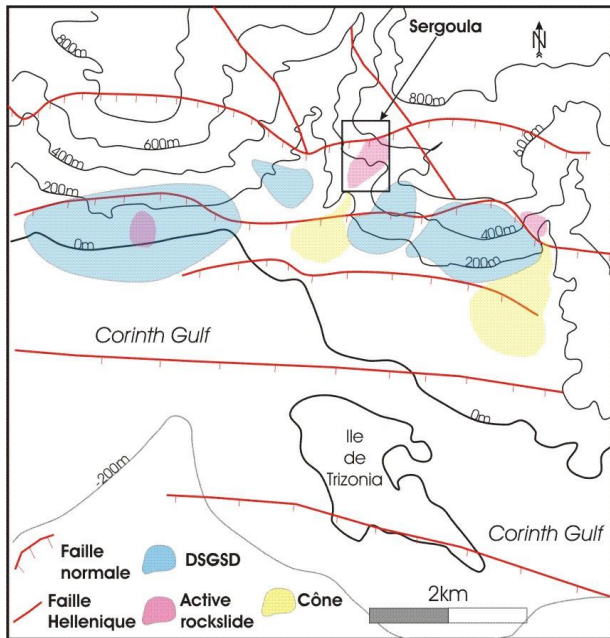 Sergoula
N
800m
800m
600m
600m
400m
200m
0m
400m
200m
Corinth Gulf
0m
Ile
de
Trizonia
-200m
Corinth Gulf
Faille
normale
DSGSD
Faille
Hellenique
Active
rockslide
Cône
2km